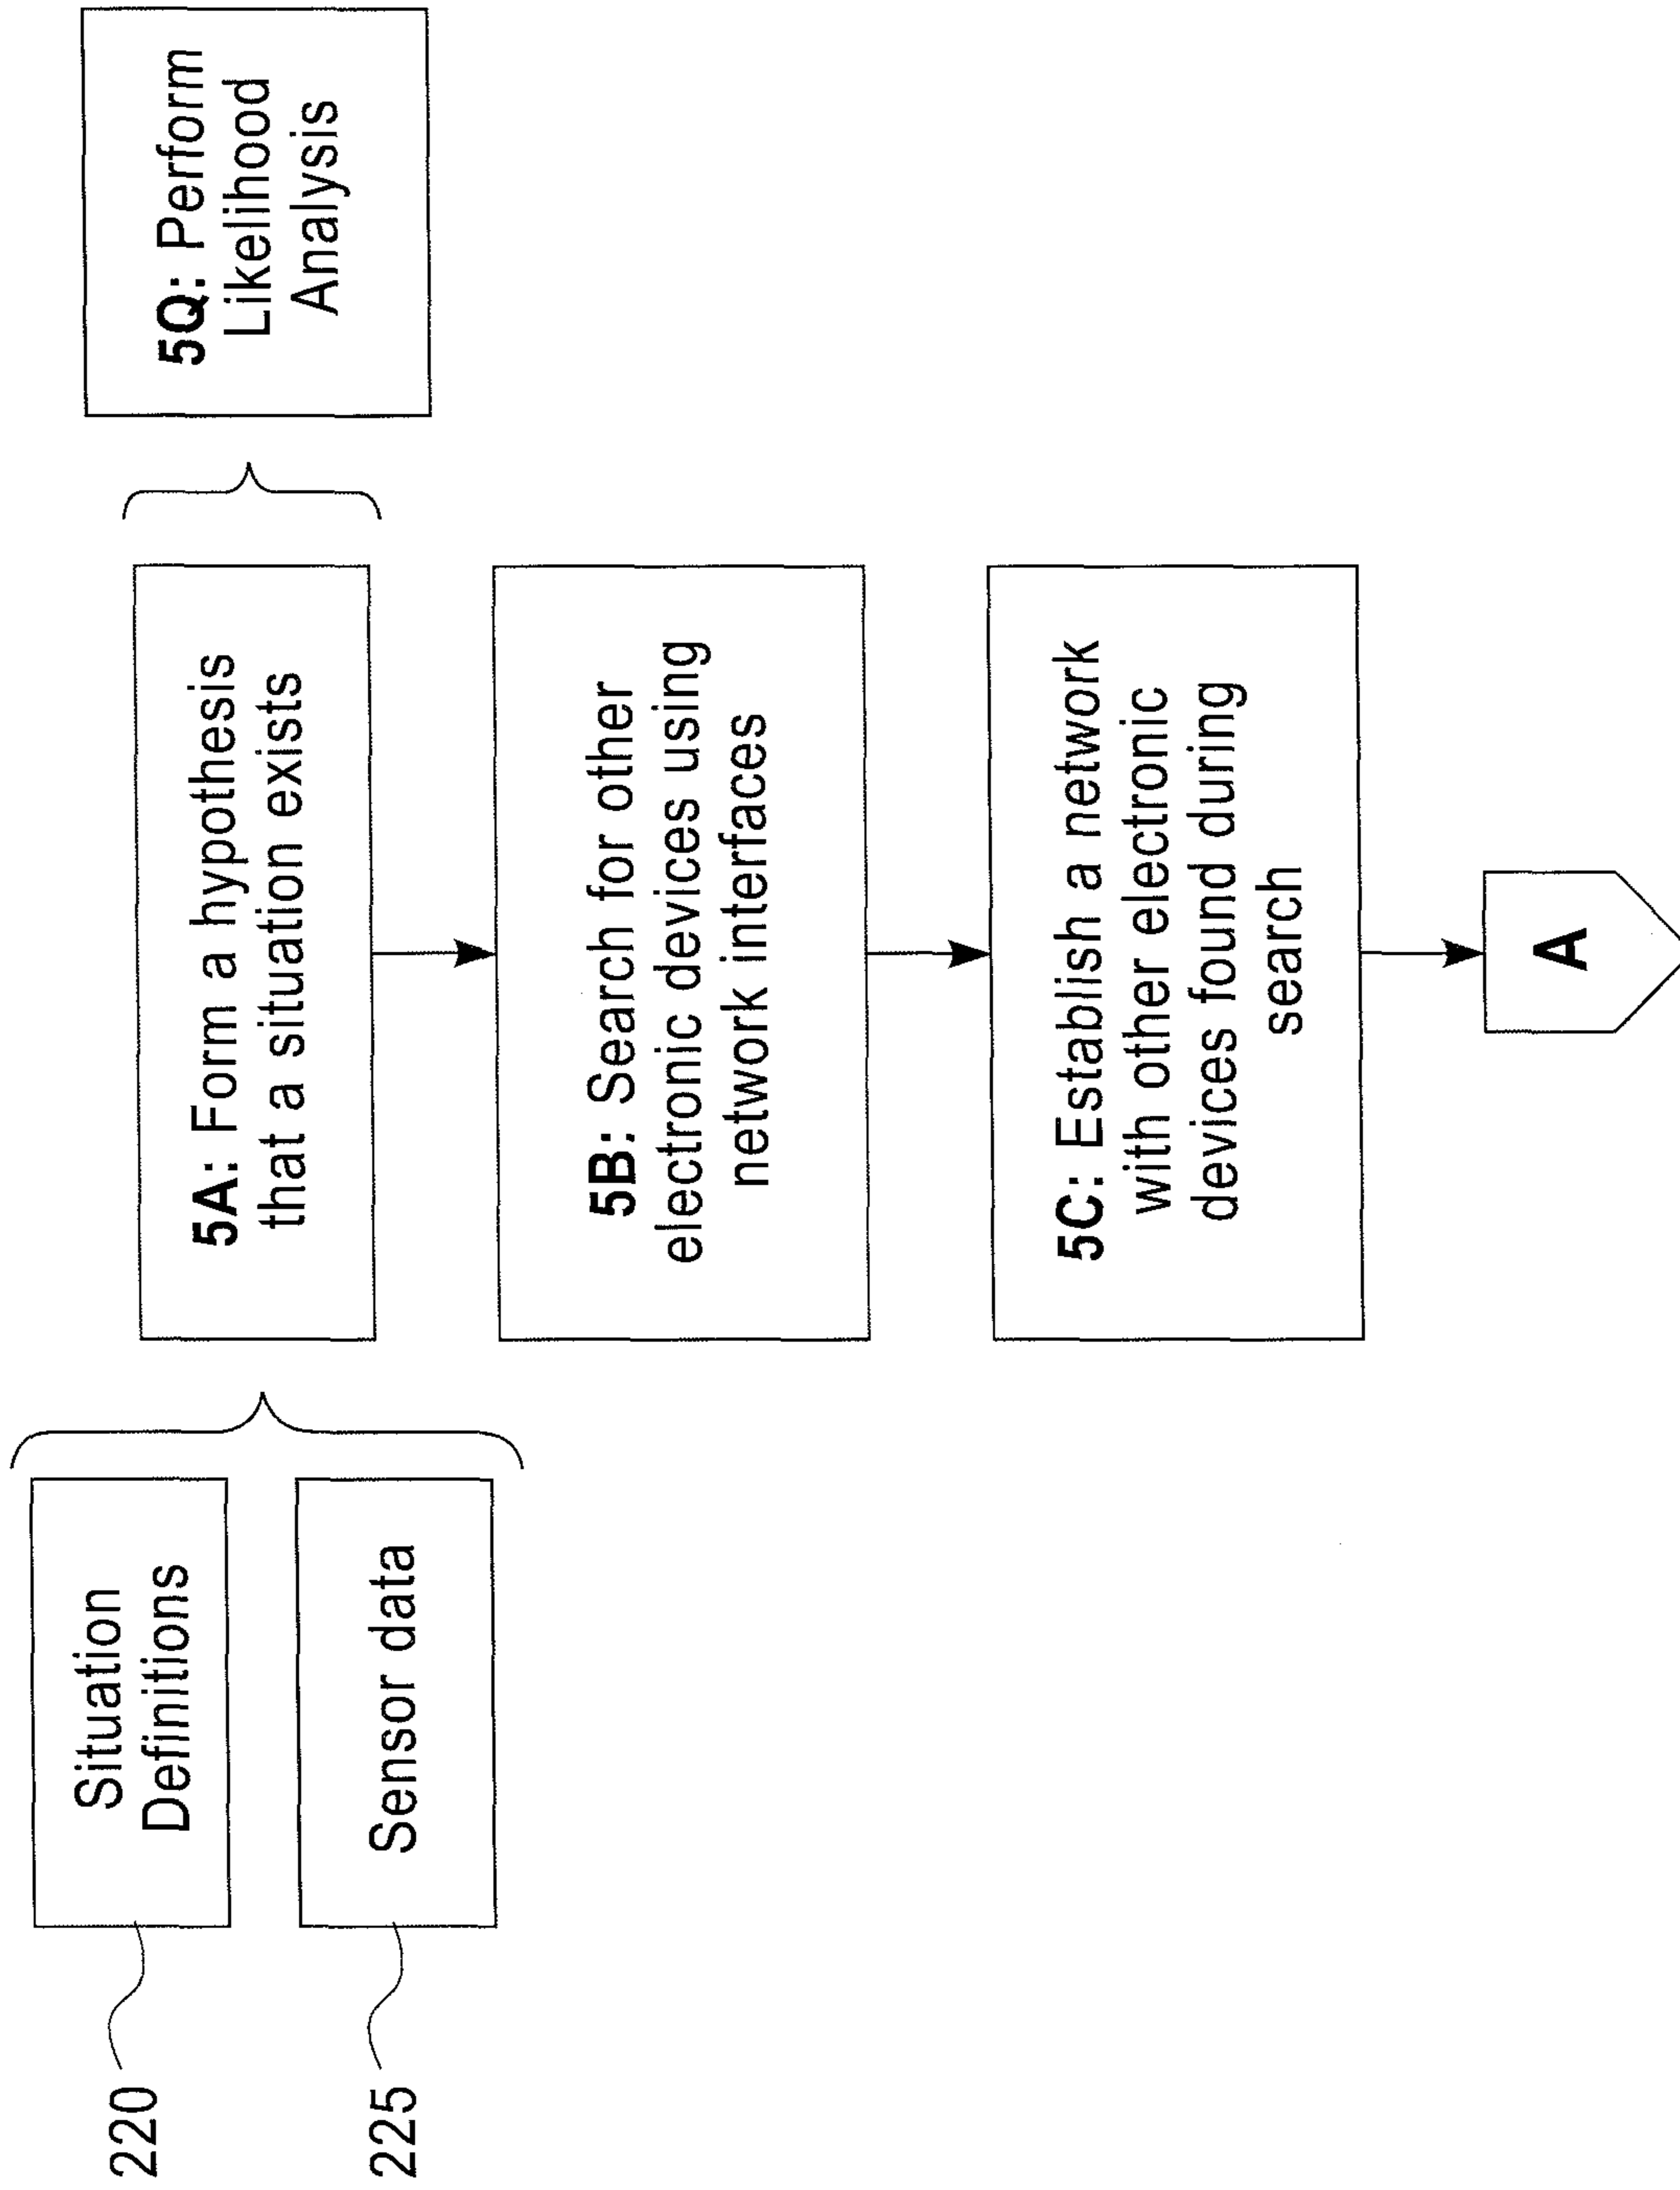 220
Situation
Definitions
225
Sensor data
5A: Form a hypothesis
that a situation exists
5Q: Perform
Likelihood
Analysis
5B: Search for other
electronic devices using
network interfaces
5C: Establish a network
with other electronic
devices found during
search
A